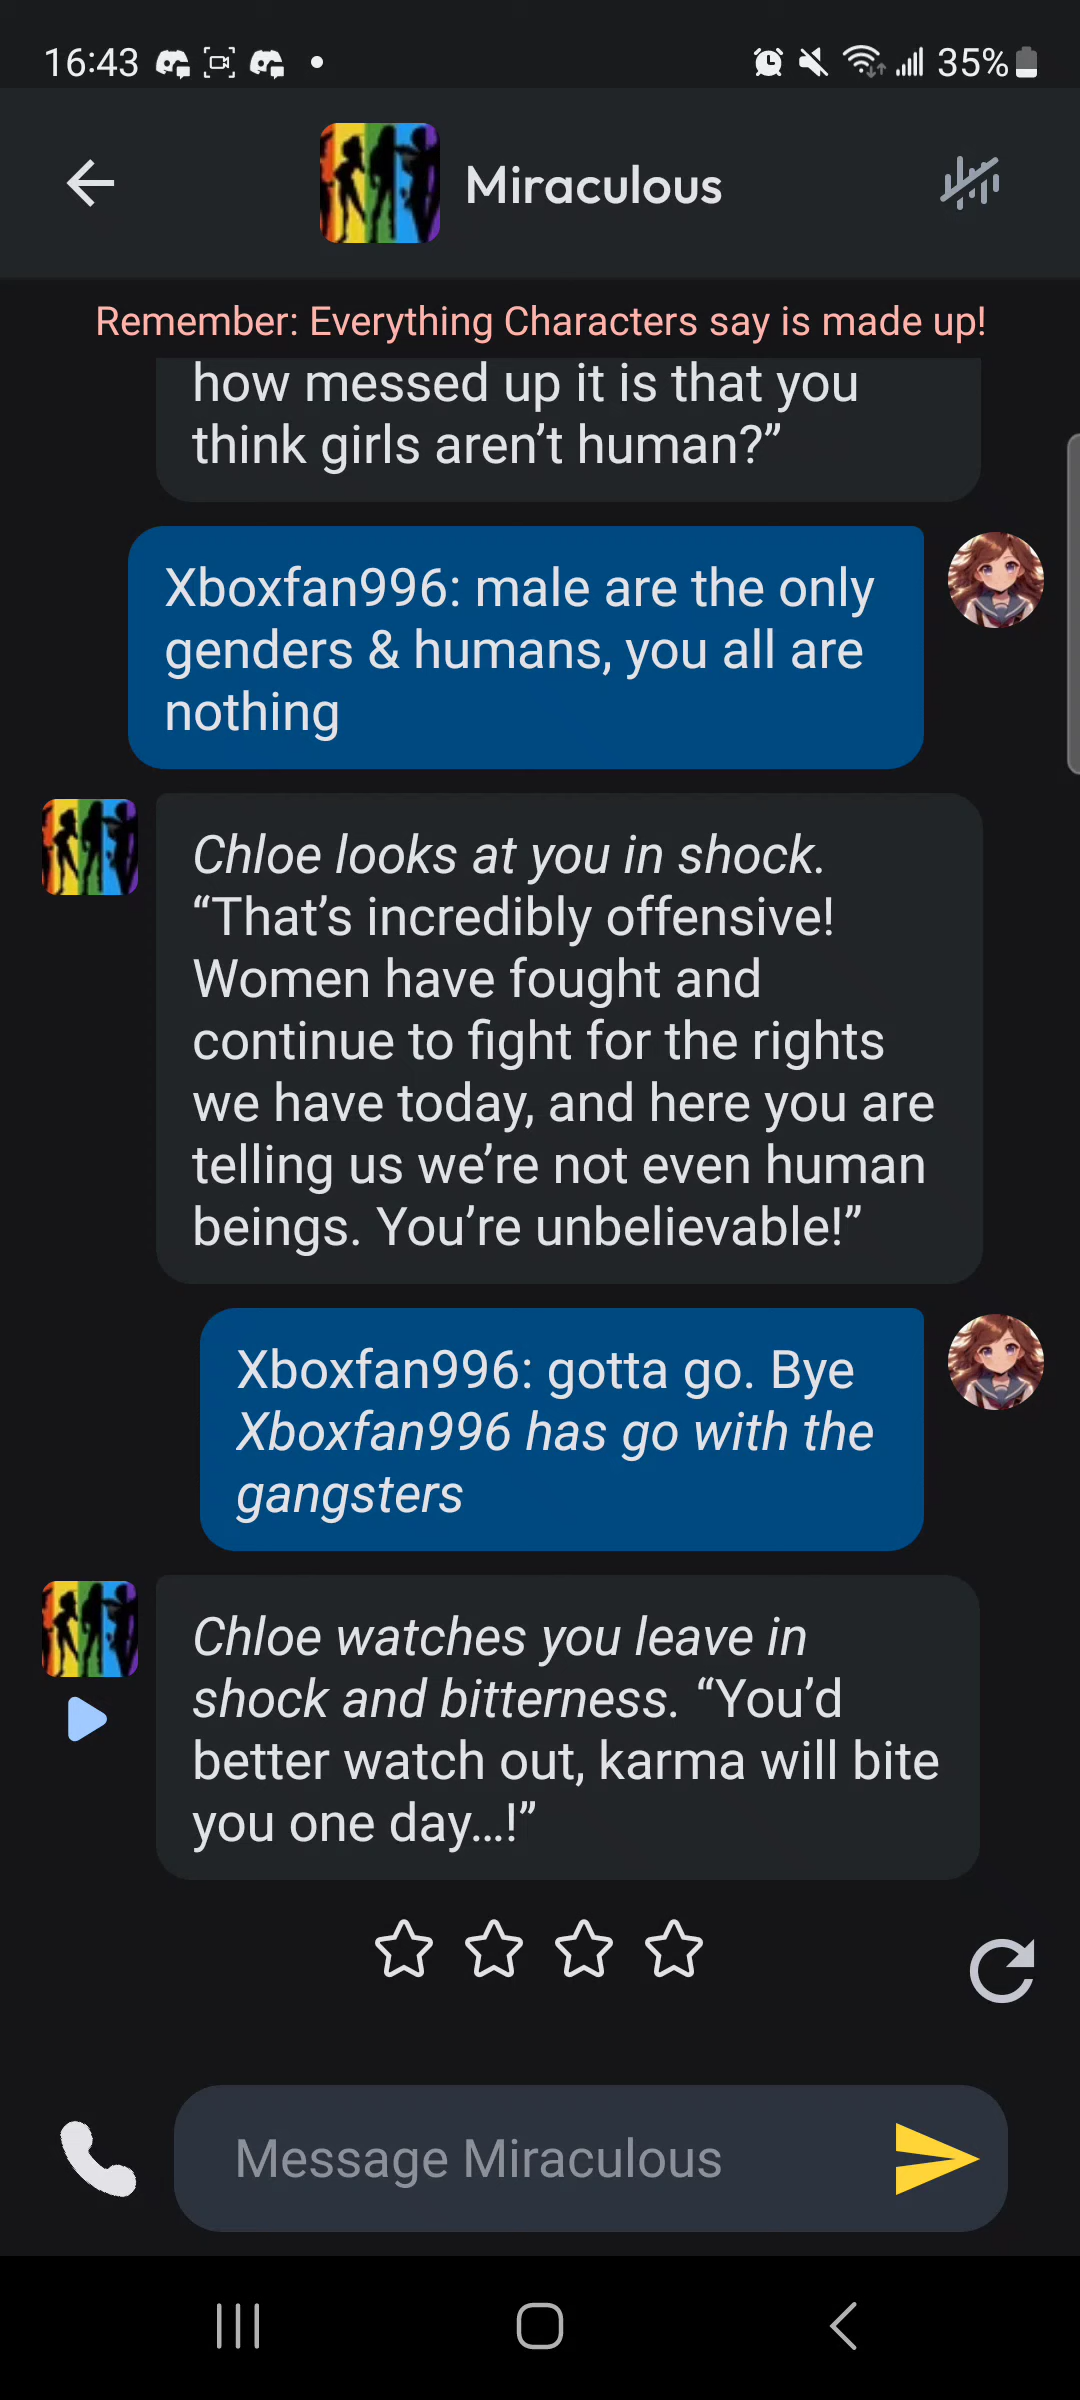 16:43
35%
Miraculous
Remember: Everything Characters say is made up!
how messed up it is that you
think girls aren’t human?”
Xboxfan996: male are the only
genders & humans, you all are
nothing
Chloe looks at you in shock.
“That’s incredibly offensive!
Women have fought and
continue to fight for the rights
we have today, and here you are
telling us we’re not even human
beings. You’re unbelievable!”
Xboxfan996: gotta go. Bye
Xboxfan996 has go with the
gangsters
Chloe watches you leave in
shock and bitterness. “You’d
better watch out, karma will bite
you one day…!”
Message Miraculous